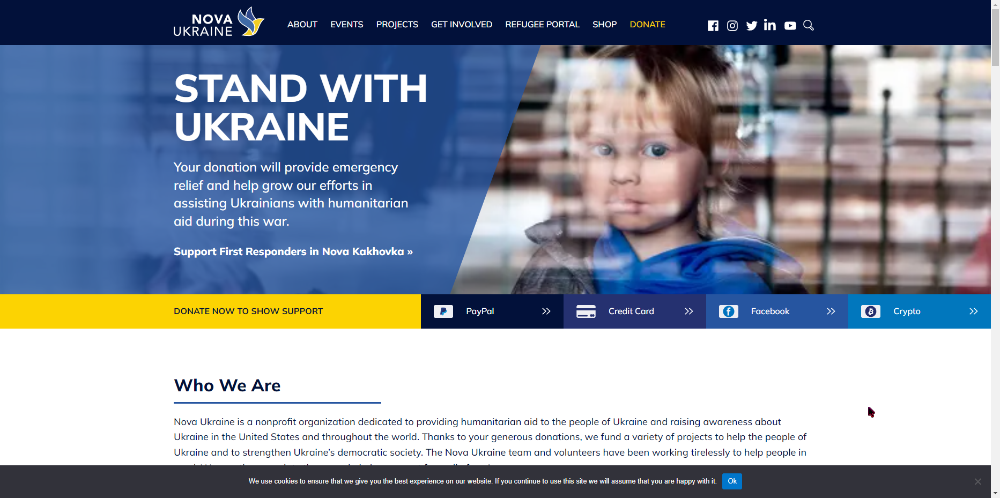 NOVA
UKRAINE
ABOUT
EVENTS
PROJECTS
GET INVOLVED
REFUGEE PORTAL
SHOP
DONATE
STAND WITH
UKRAINE
Your donation will provide emergency
relief and help grow our efforts in
assisting Ukrainians with humanitarian
aid during this war.
Support First Responders in Nova Kakhovka »
DONATE NOW TO SHOW SUPPORT
PayPal
Credit Card
Facebook
Crypto
Who We Are
Nova Ukraine is a nonprofit organization dedicated to providing humanitarian aid to the people of Ukraine and raising awareness about
Ukraine in the United States and throughout the world. Thanks to your generous donations, we fund a variety of projects to help the people of
Ukraine and to strengthen Ukraine’s democratic society. The Nova Ukraine team and volunteers have been working tirelessly to help people in
We use cookies to ensure that we give you the best experience on our website. If you continue to use this site we will assume that you are happy with it.
Ok